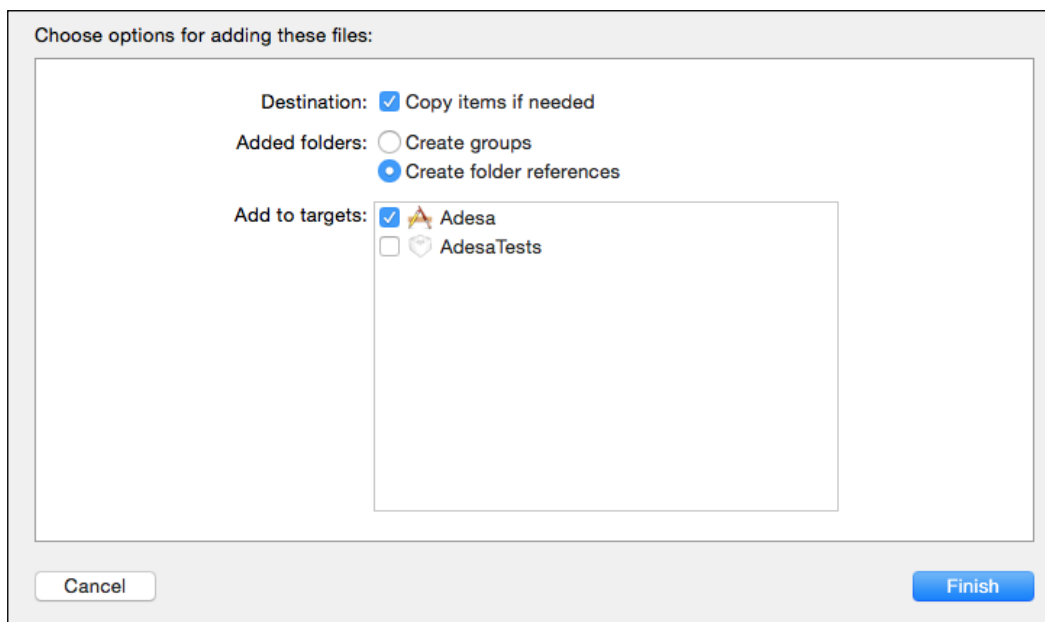 Choose options for adding these files:
Destination: Copy items if needed
Added folders: Create groups
Create folder references
Add to targets: Adesa
AdesaTests
Cancel Finish